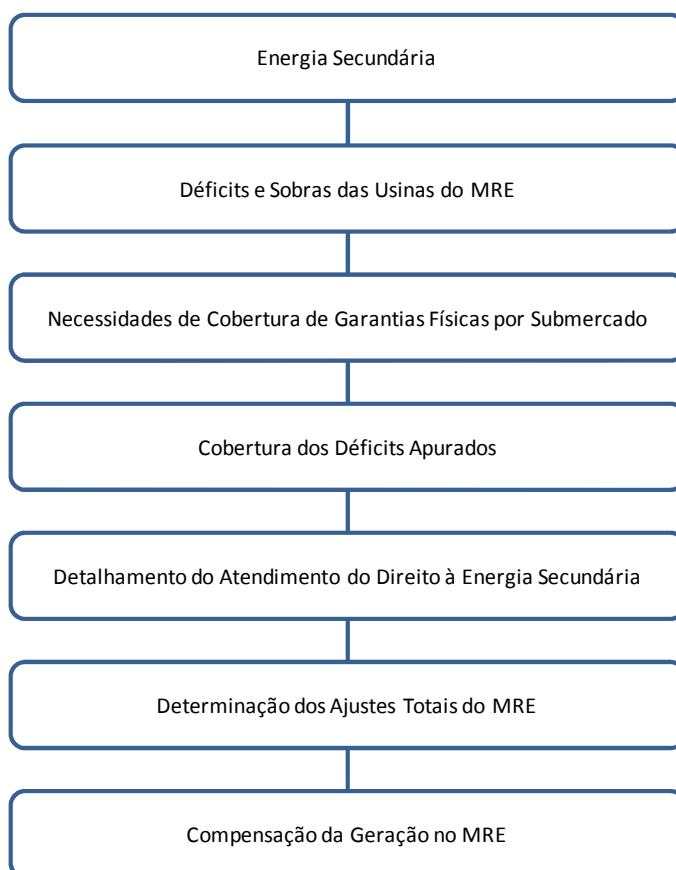 Energia Secundária
Déficits e Sobras das Usinas do MRE
Necessidades de Cobertura de Garantias Físicas por Submercado
Cobertura dos Déficits Apurados
Detalhamento do Atendimento do Direito à Energia Secundária
Determinação dos Ajustes Totais do MRE
Compensação da Geração no MRE